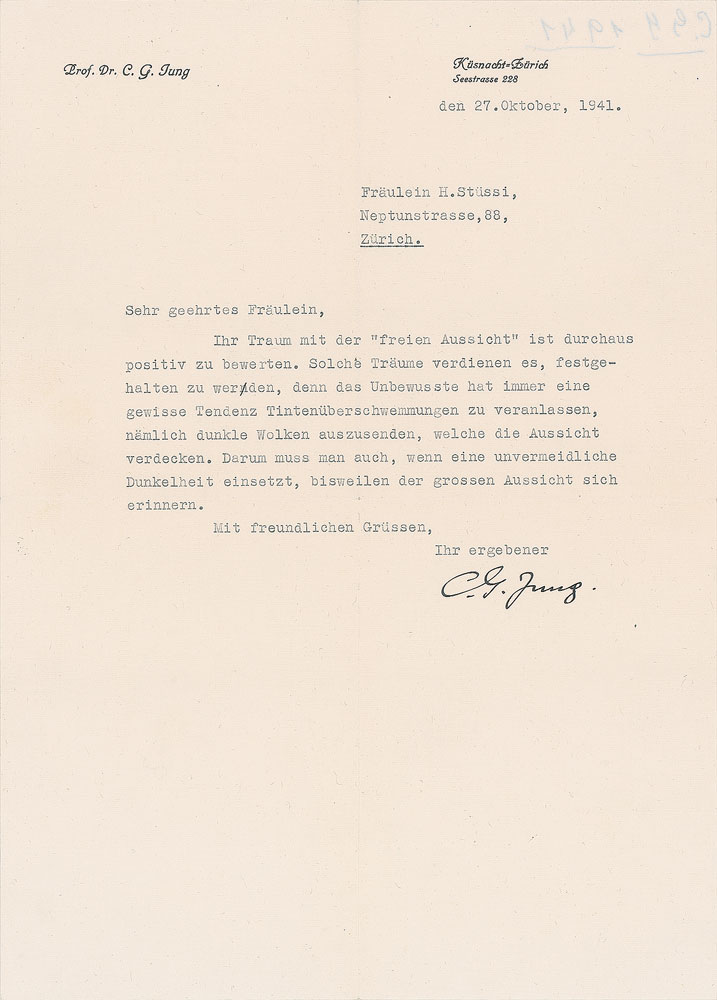 C.G.J 1941
Prof. Dr. C. G. Jung
Küsnacht-Zürich
Seestrasse 228
den 27.Oktober, 1941.
Fräulein H.Stüssi,
Neptunstrasse,88,
Zürich.
Sehr geehrtes Fräulein,
Ihr Traum mit der "freien Aussicht" ist durchaus
positiv zu bewerten. Solche Träume verdienen es, festge-
halten zu werden, denn das Unbewusste hat immer eine
gewisse Tendenz Tintenüberschwemmungen zu veranlassen,
nämlich dunkle Wolken auszusenden, welche die Aussicht
verdecken. Darum muss man auch, wenn eine unvermeidliche
Dunkelheit einsetzt, bisweilen der grossen Aussicht sich
erinnern.
Mit freundlichen Grüssen,
Ihr ergebener
C. G. Jung.